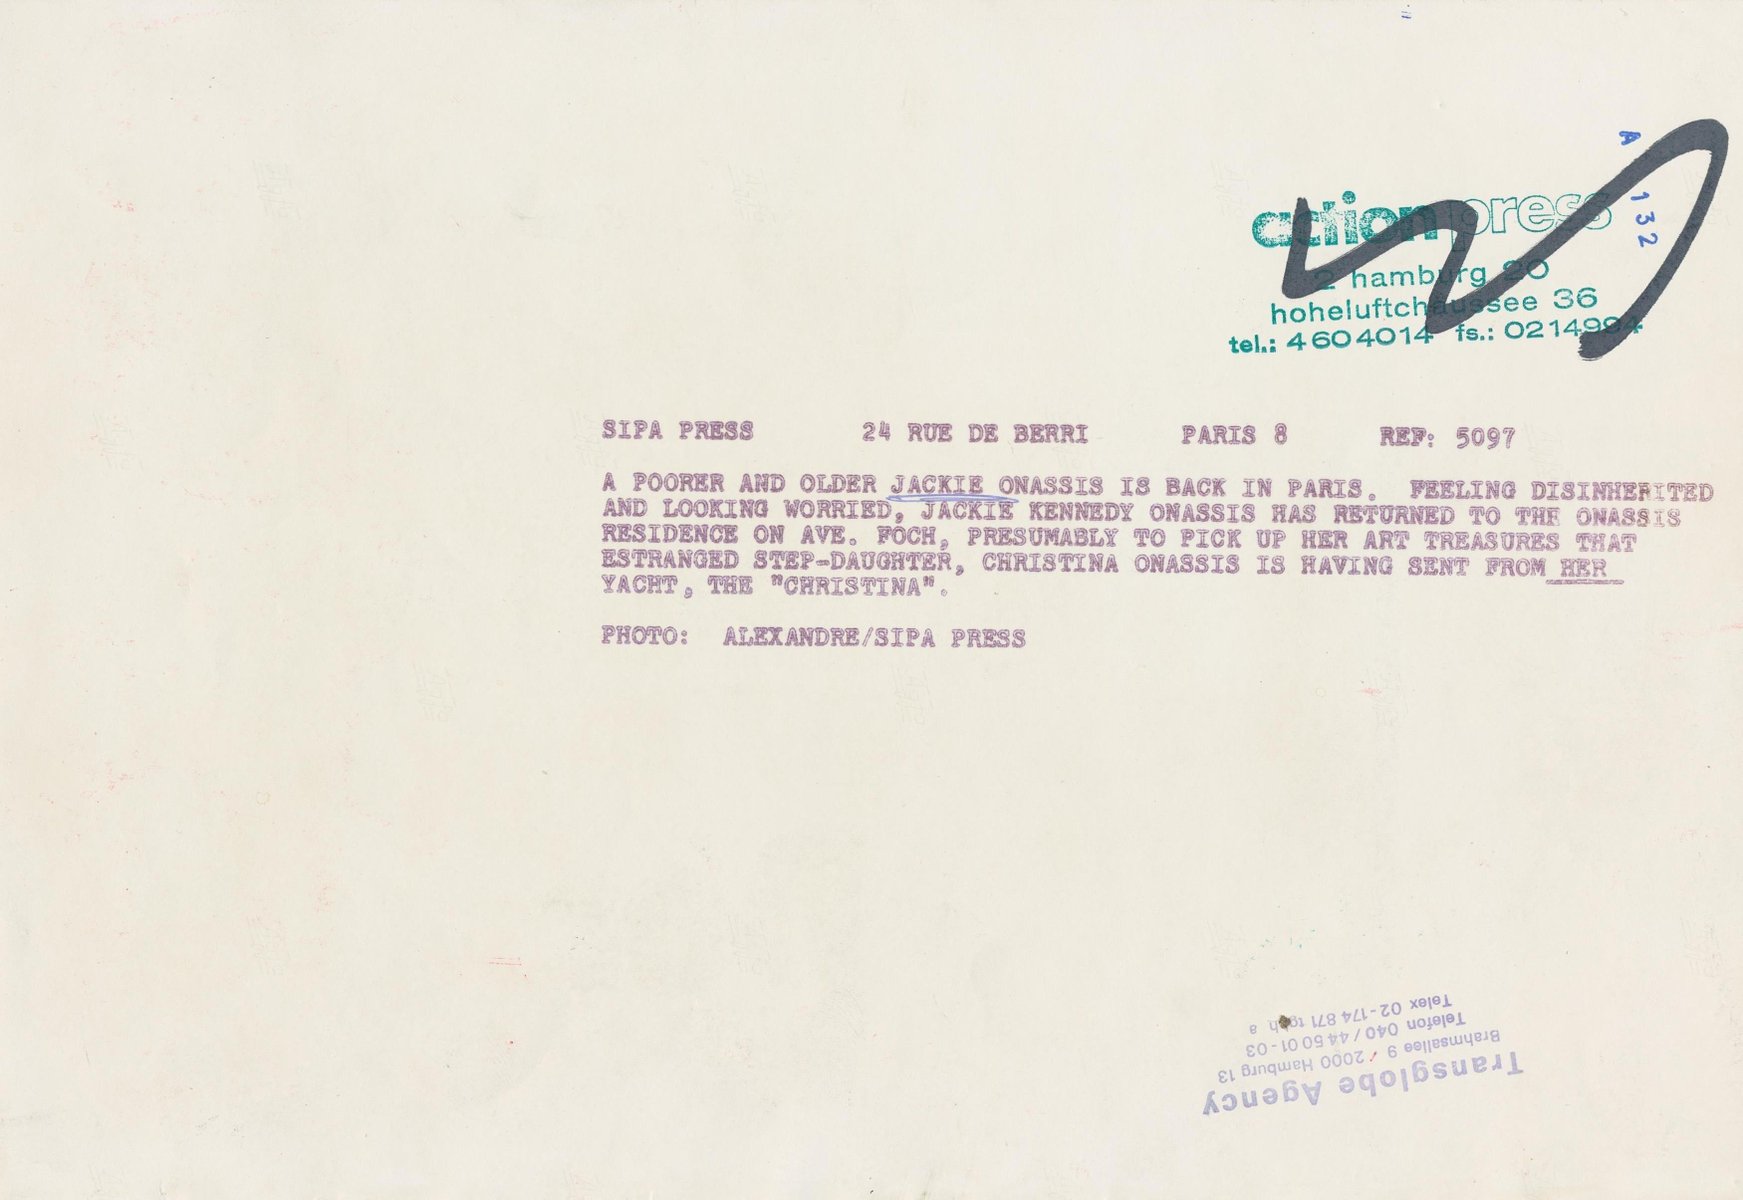 A 132
action press
2 hamburg 20
hoheluftchaussee 36
tel.: 4604014 fs.: 0214994
SIPA PRESS 24 RUE DE BERRI PARIS 8 REF: 5097
A POORER AND OLDER JACKIE ONASSIS IS BACK IN PARIS. FEELING DISINHERITED
AND LOOKING WORRIED, JACKIE KENNEDY ONASSIS HAS RETURNED TO THE ONASSIS
RESIDENCE ON AVE. FOCH, PRESUMABLY TO PICK UP HER ART TREASURES THAT
ESTRANGED STEP-DAUGHTER, CHRISTINA ONASSIS IS HAVING SENT FROM HER
YACHT, THE "CHRISTINA".
PHOTO: ALEXANDRE/SIPA PRESS
Transglobe Agency
Brahmsallee 9 / 2000 Hamburg 13
Telefon 040 / 44 50 01 - 03
Telex 02-174 871